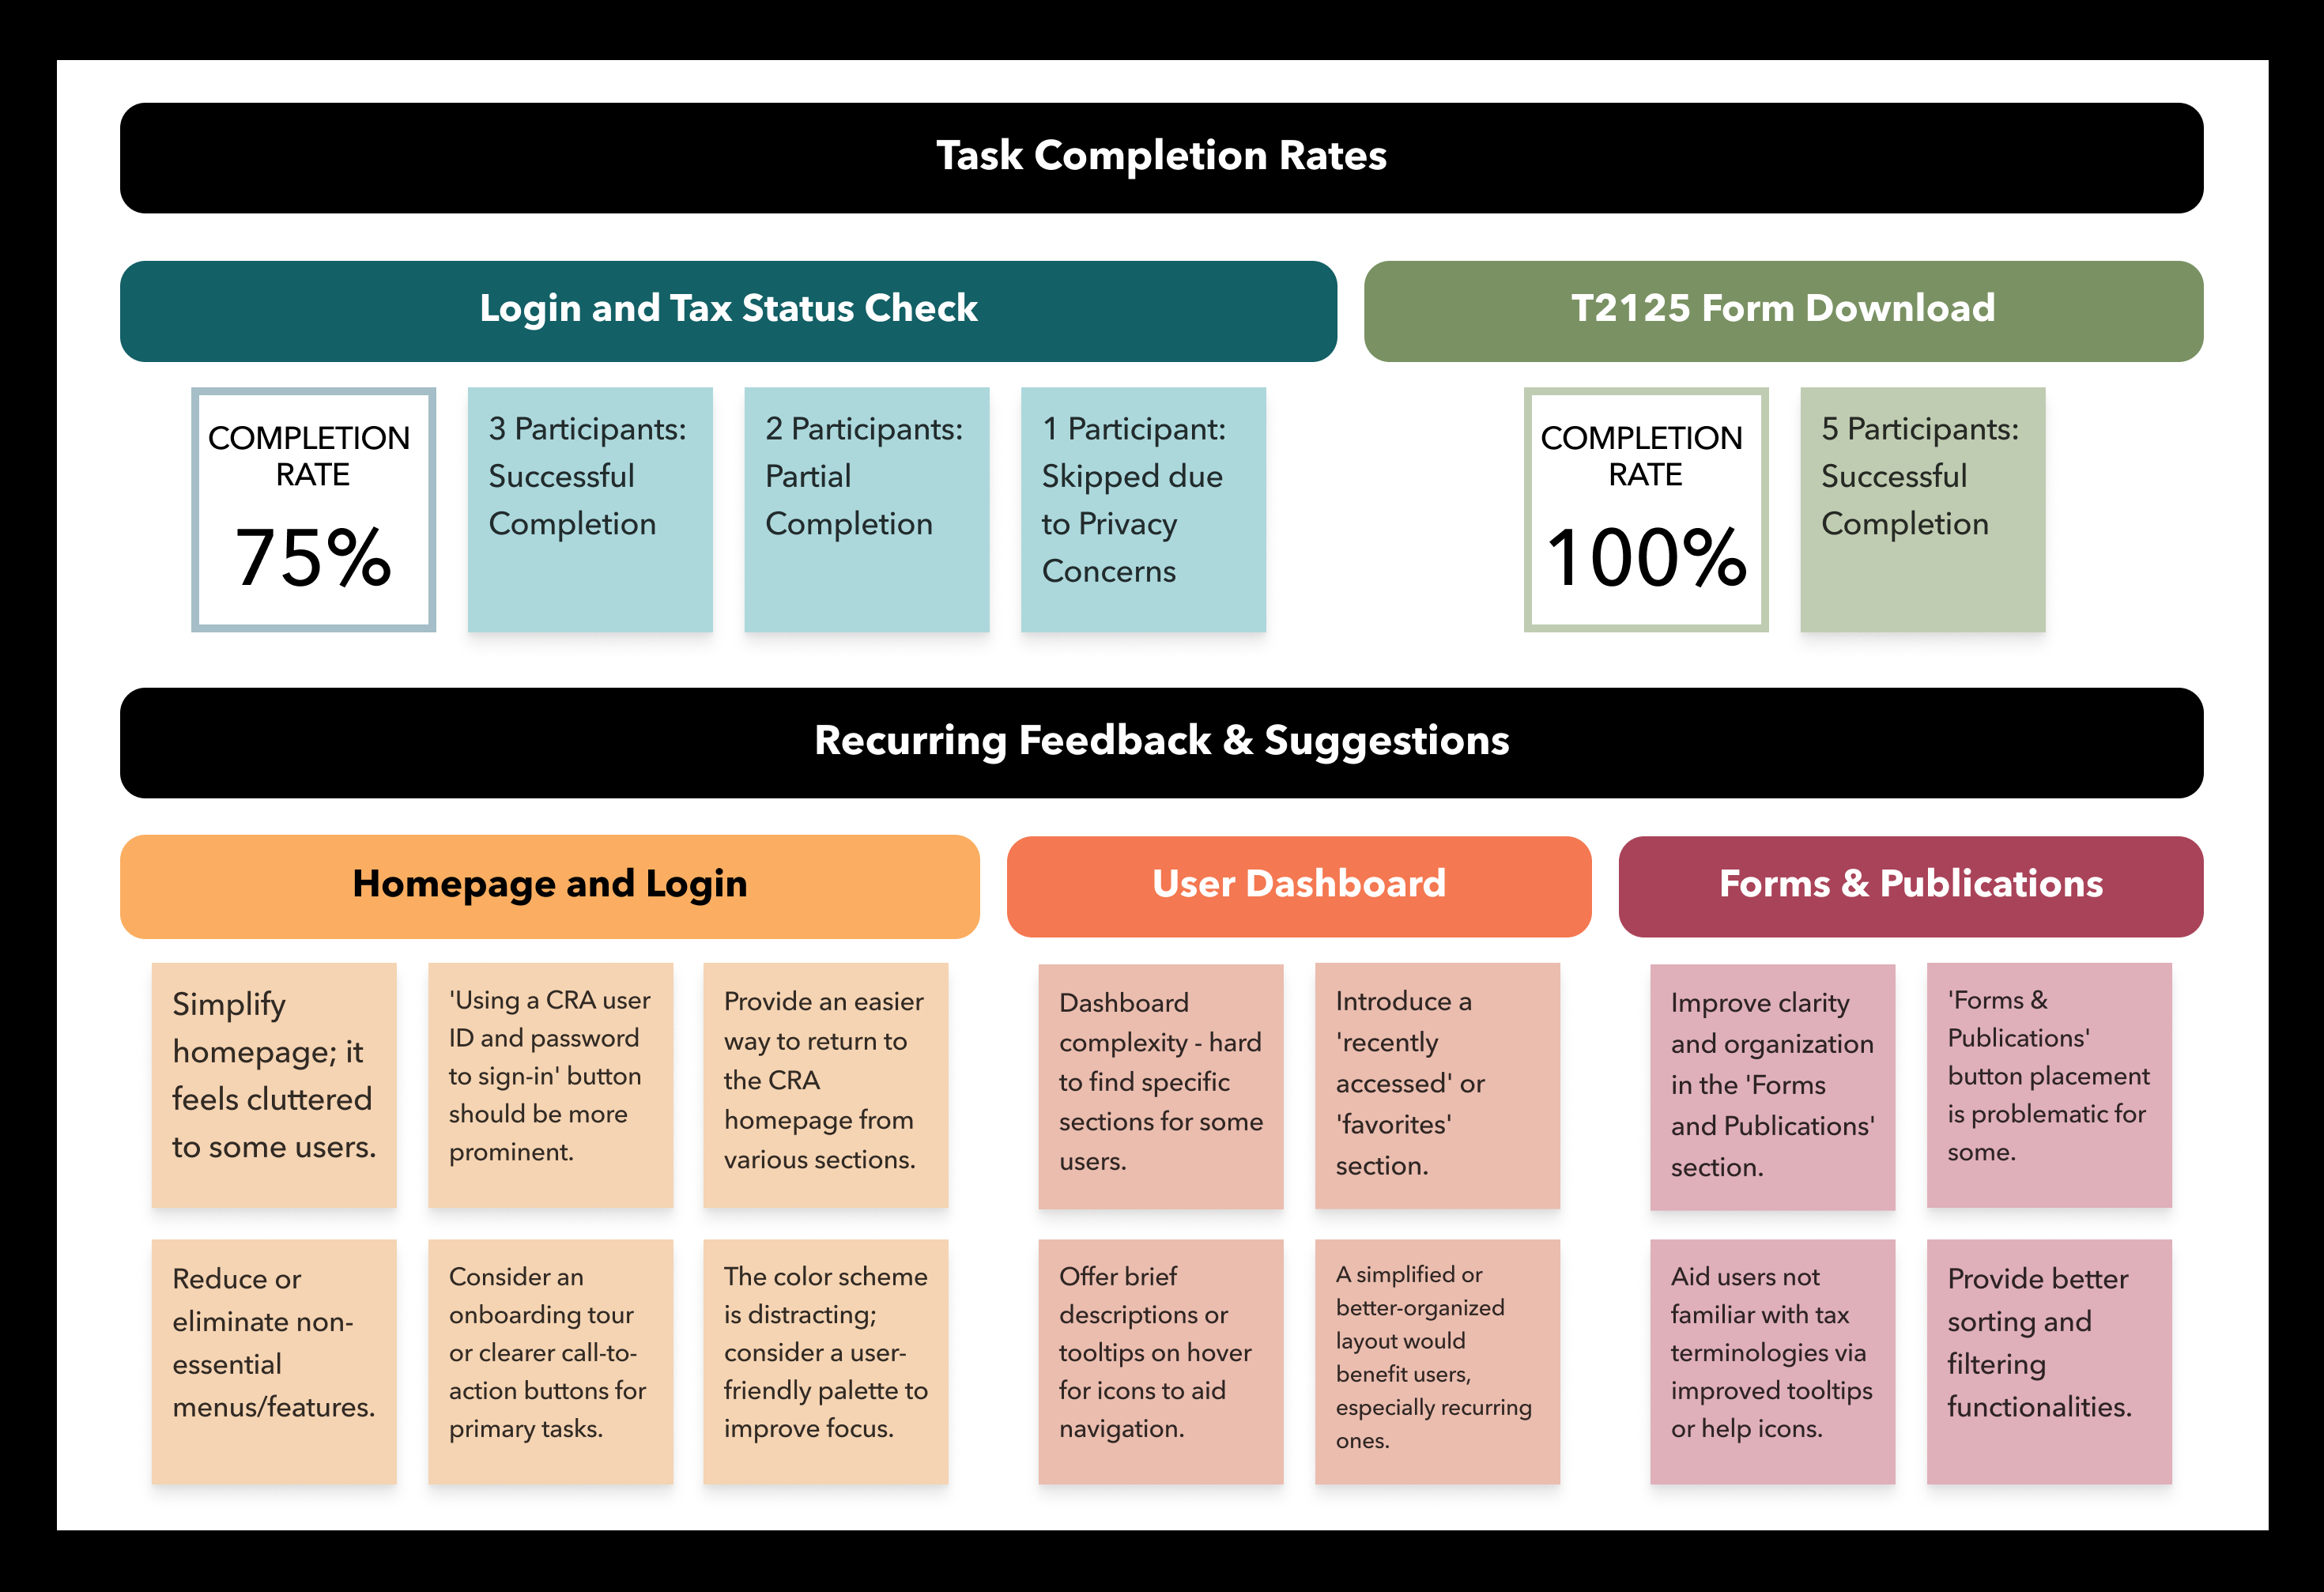 Task Completion Rates
Login and Tax Status Check
COMPLETION
RATE
75%
3 Participants:
Successful
Completion
2 Participants:
Partial
Completion
1 Participant:
Skipped due
to Privacy
Concerns
T2125 Form Download
COMPLETION
RATE
100%
5 Participants:
Successful
Completion
Recurring Feedback & Suggestions
Homepage and Login
Simplify
homepage; it
feels cluttered
to some users.
'Using a CRA user
ID and password
to sign-in' button
should be more
prominent.
Provide an easier
way to return to
the CRA
homepage from
various sections.
Reduce or
eliminate non-
essential
menus/features.
Consider an
onboarding tour
or clearer call-to-
action buttons for
primary tasks.
The color scheme
is distracting;
consider a user-
friendly palette to
improve focus.
User Dashboard
Dashboard
complexity - hard
to find specific
sections for some
users.
Introduce a
'recently
accessed' or
'favorites'
section.
Offer brief
descriptions or
tooltips on hover
for icons to aid
navigation.
A simplified or
better-organized
layout would
benefit users,
especially recurring
ones.
Forms & Publications
Improve clarity
and organization
in the 'Forms
and Publications'
section.
'Forms &
Publications'
button placement
is problematic for
some.
Aid users not
familiar with tax
terminologies via
improved tooltips
or help icons.
Provide better
sorting and
filtering
functionalities.